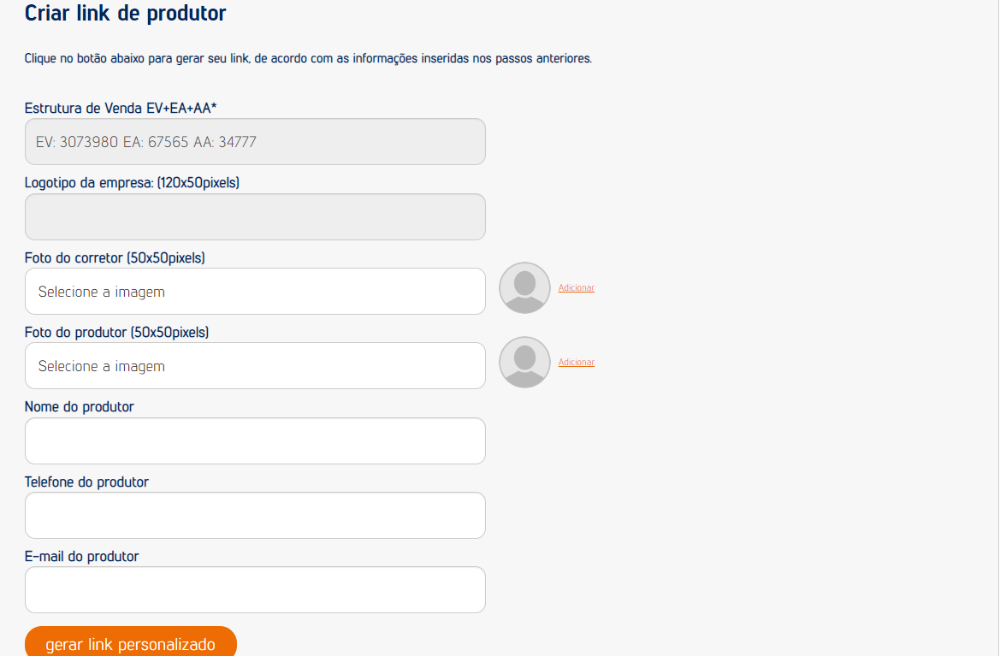 Criar link de produtor
Clique no botão abaixo para gerar seu link, de acordo com as informações inseridas nos passos anteriores.
Estrutura de Venda EV+EA+AA*
EV: 3073980 EA: 67565 AA: 34777
Logotipo da empresa: (120x50pixels)
Foto do corretor (50x50pixels)
Selecione a imagem
Adicionar
Foto do produtor (50x50pixels)
Selecione a imagem
Adicionar
Nome do produtor
Telefone do produtor
E-mail do produtor
gerar link personalizado